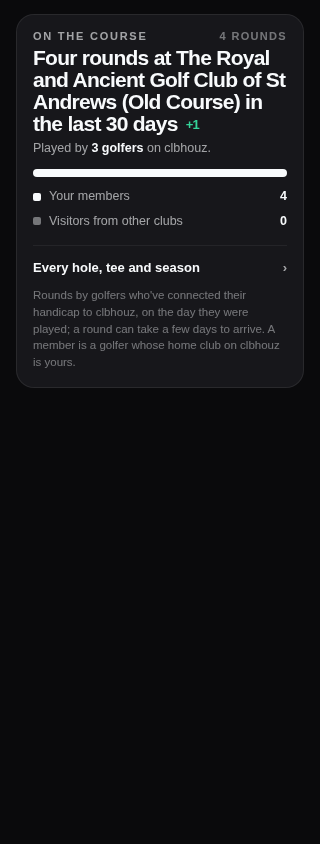 ON THE COURSE 4 ROUNDS
Four rounds at The Royal
and Ancient Golf Club of St
Andrews (Old Course) in
the last 30 days +1
Played by 3 golfers on clbhouz.
Your members 4
Visitors from other clubs 0
Every hole, tee and season ›
Rounds by golfers who've connected their
handicap to clbhouz, on the day they were
played; a round can take a few days to arrive. A
member is a golfer whose home club on clbhouz
is yours.